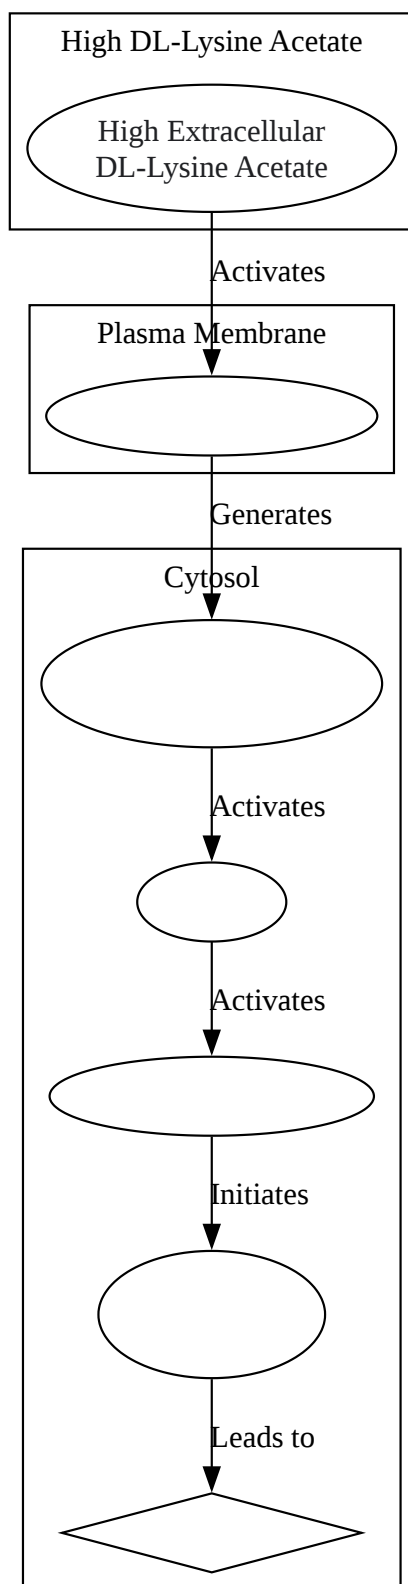 High DL-Lysine Acetate
High Extracellular
DL-Lysine Acetate
Activates
Plasma Membrane
Generates
Cytosol
Activates
Activates
Initiates
Leads to